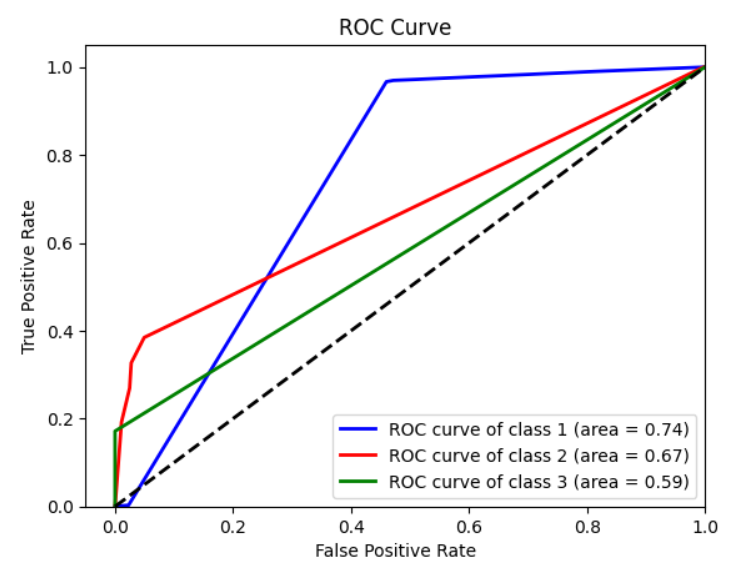 ROC Curve
1.0
0.8
0.6
0.4
0.2
0.0
True Positive Rate
ROC curve of class 1 (area = 0.74)
ROC curve of class 2 (area = 0.67)
ROC curve of class 3 (area = 0.59)
0.0 0.2 0.4 0.6 0.8 1.0
False Positive Rate